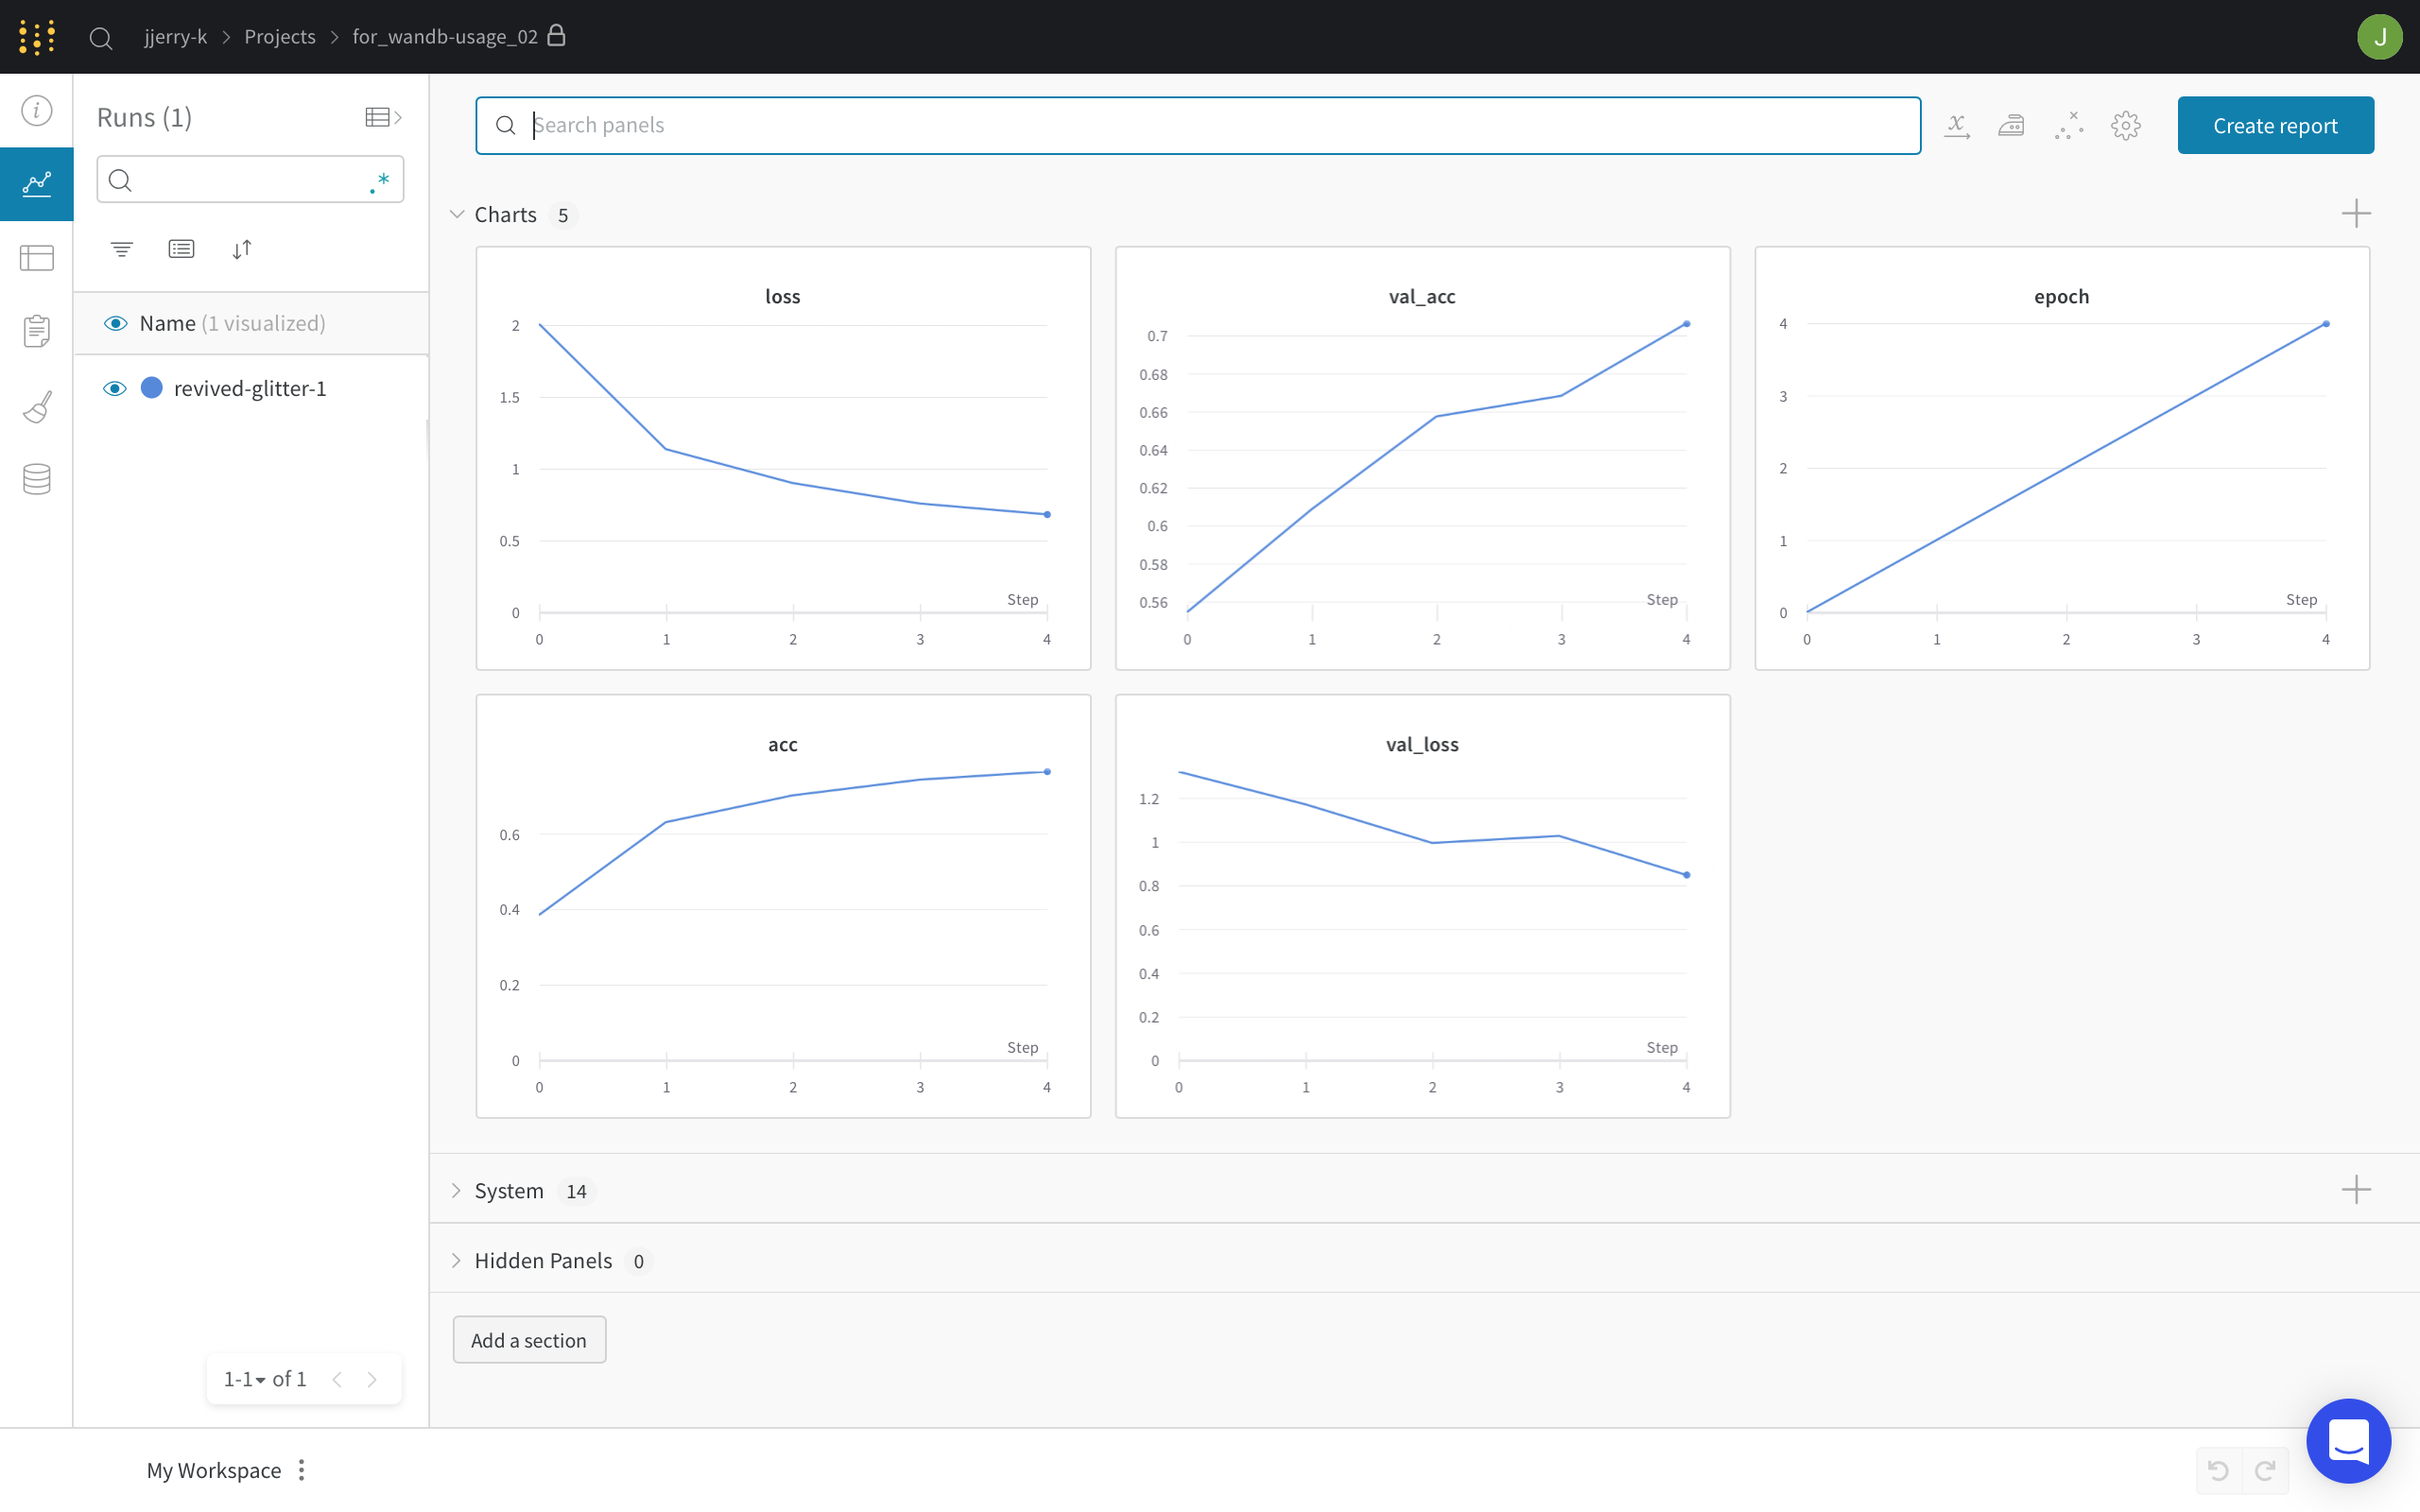 jjerry-k > Projects > for_wandb-usage_02
J
Runs (1)
.*
Name (1 visualized)
revived-glitter-1
1-1 of 1
Search panels
Create report
Charts 5
loss
2
1.5
1
0.5
0
Step
0 1 2 3 4
val_acc
0.7
0.68
0.66
0.64
0.62
0.6
0.58
0.56
Step
0 1 2 3 4
epoch
4
3
2
1
0
Step
0 1 2 3 4
acc
0.6
0.4
0.2
0
Step
0 1 2 3 4
val_loss
1.2
1
0.8
0.6
0.4
0.2
0
Step
0 1 2 3 4
System 14
Hidden Panels 0
Add a section
My Workspace